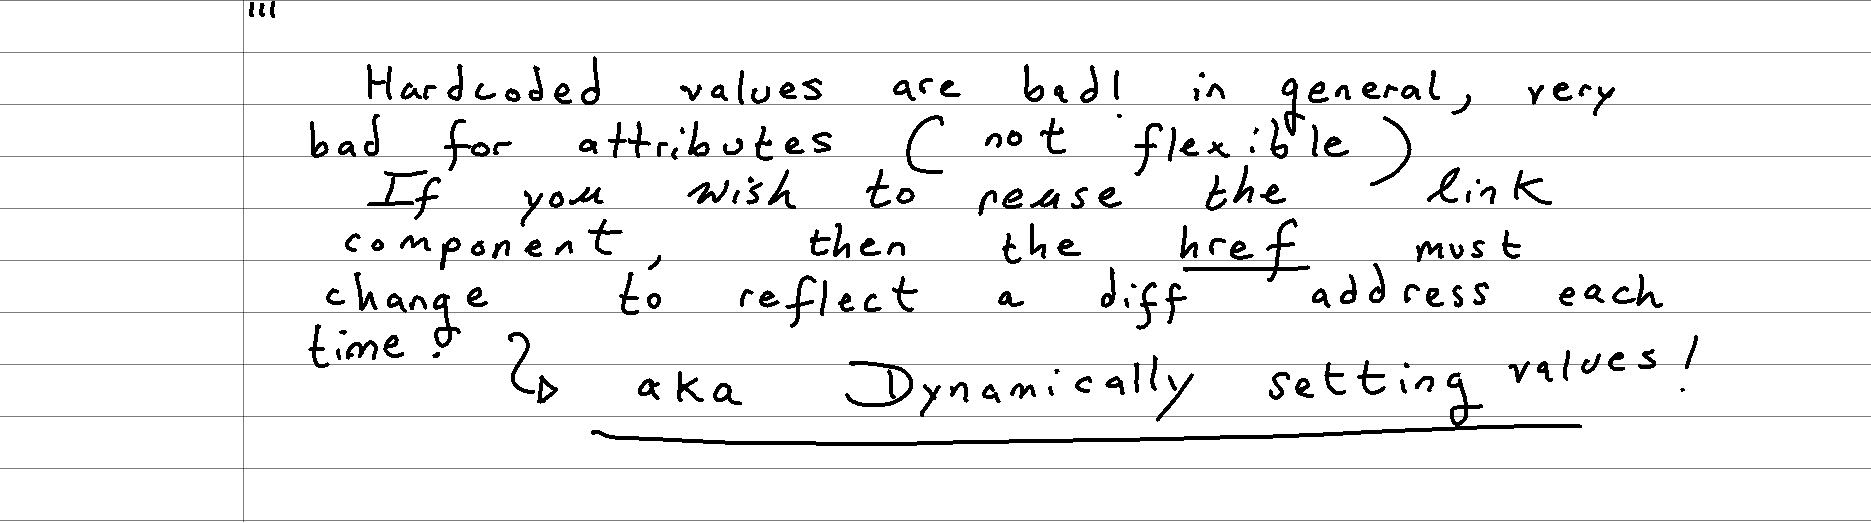 Hardcoded values are bad! in general, very
bad for attributes (not flexible)
If you wish to reuse the link
component, then the href must
change to reflect a diff address each
time.
aka Dynamically setting values!